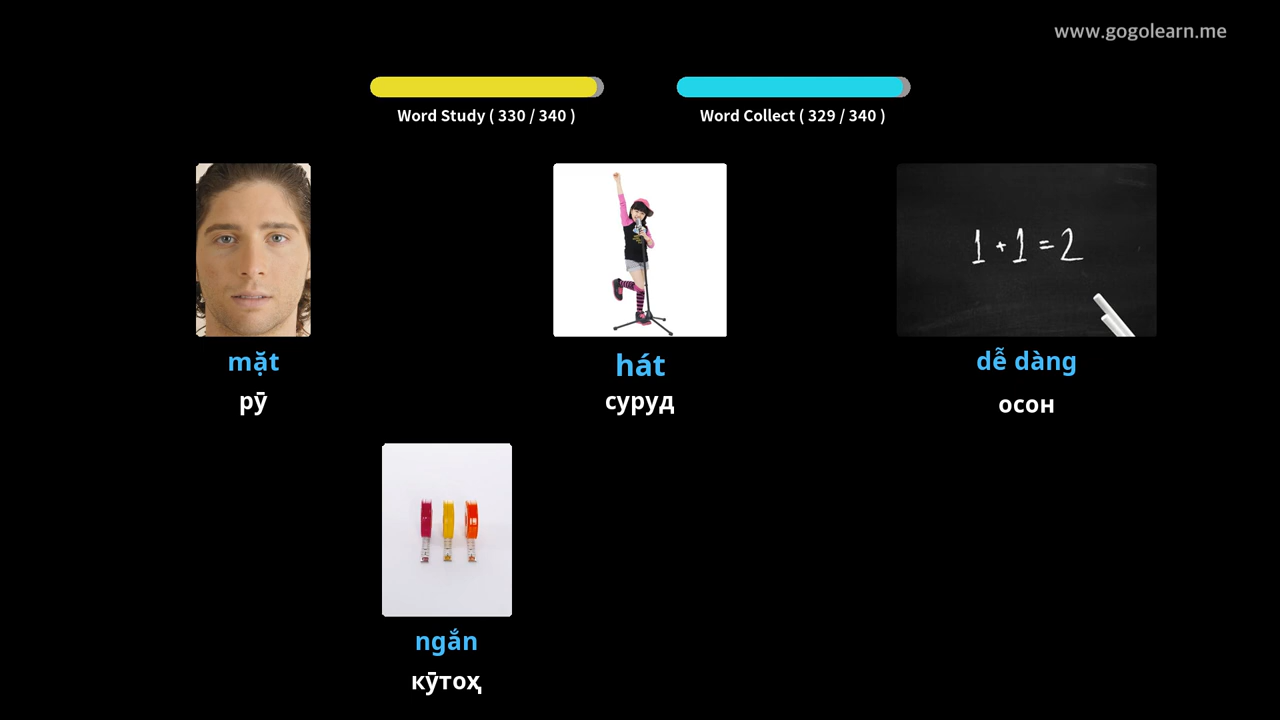 www.gogolearn.me
Word Study ( 330 / 340 )
Word Collect ( 329 / 340 )
mặt
рӯ
hát
суруд
1 + 1 = 2
dễ dàng
осон
ngắn
кӯтоҳ